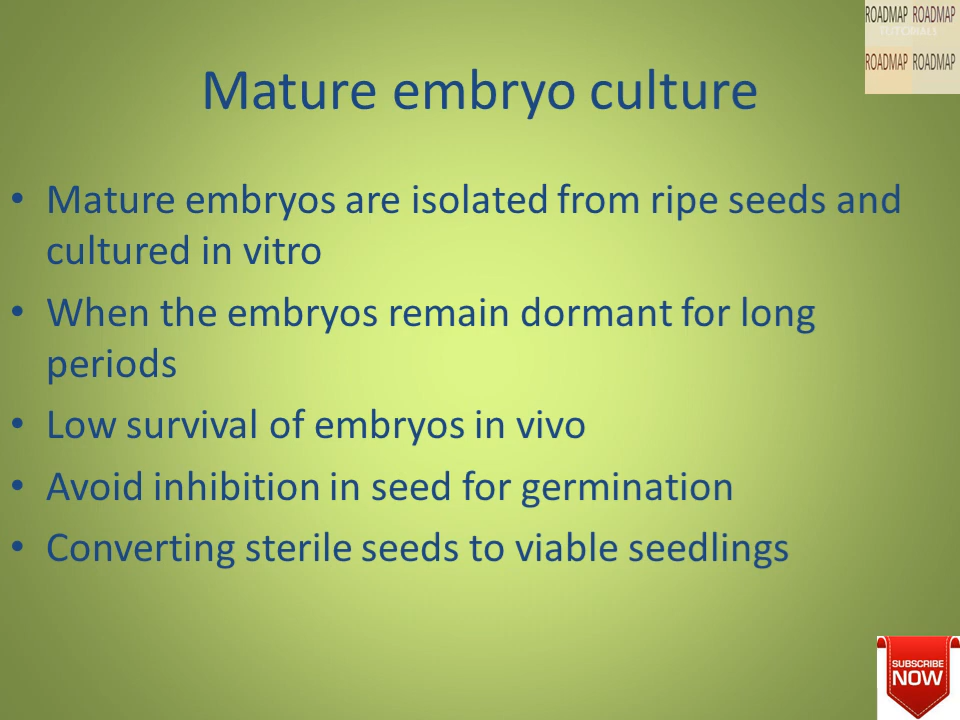 ROADMAP ROADMAP
TUTORIALS
ROADMAP ROADMAP
Mature embryo culture
• Mature embryos are isolated from ripe seeds and
cultured in vitro
• When the embryos remain dormant for long
periods
• Low survival of embryos in vivo
• Avoid inhibition in seed for germination
• Converting sterile seeds to viable seedlings
SUBSCRIBE
NOW